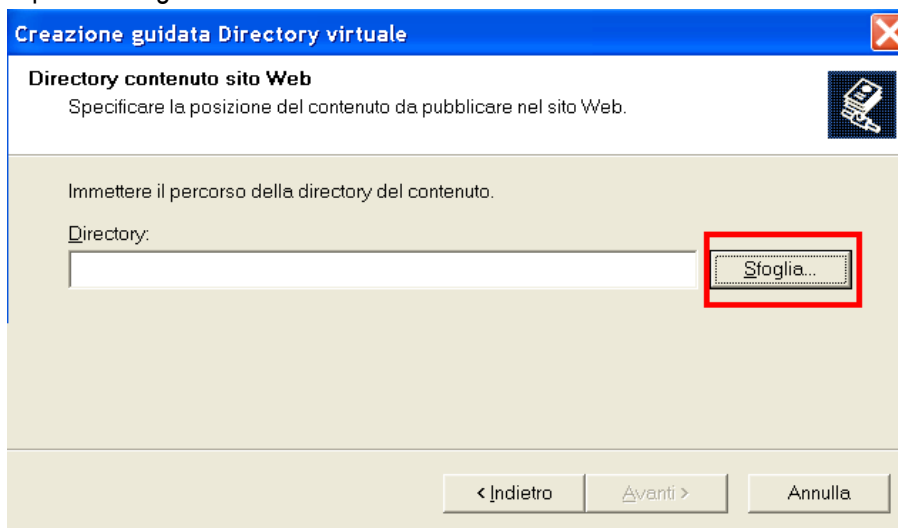 Creazione guidata Directory virtuale
Directory contenuto sito Web
Specificare la posizione del contenuto da pubblicare nel sito Web.
Immettere il percorso della directory del contenuto.
Directory:
Sfoglia...
< Indietro Avanti > Annulla